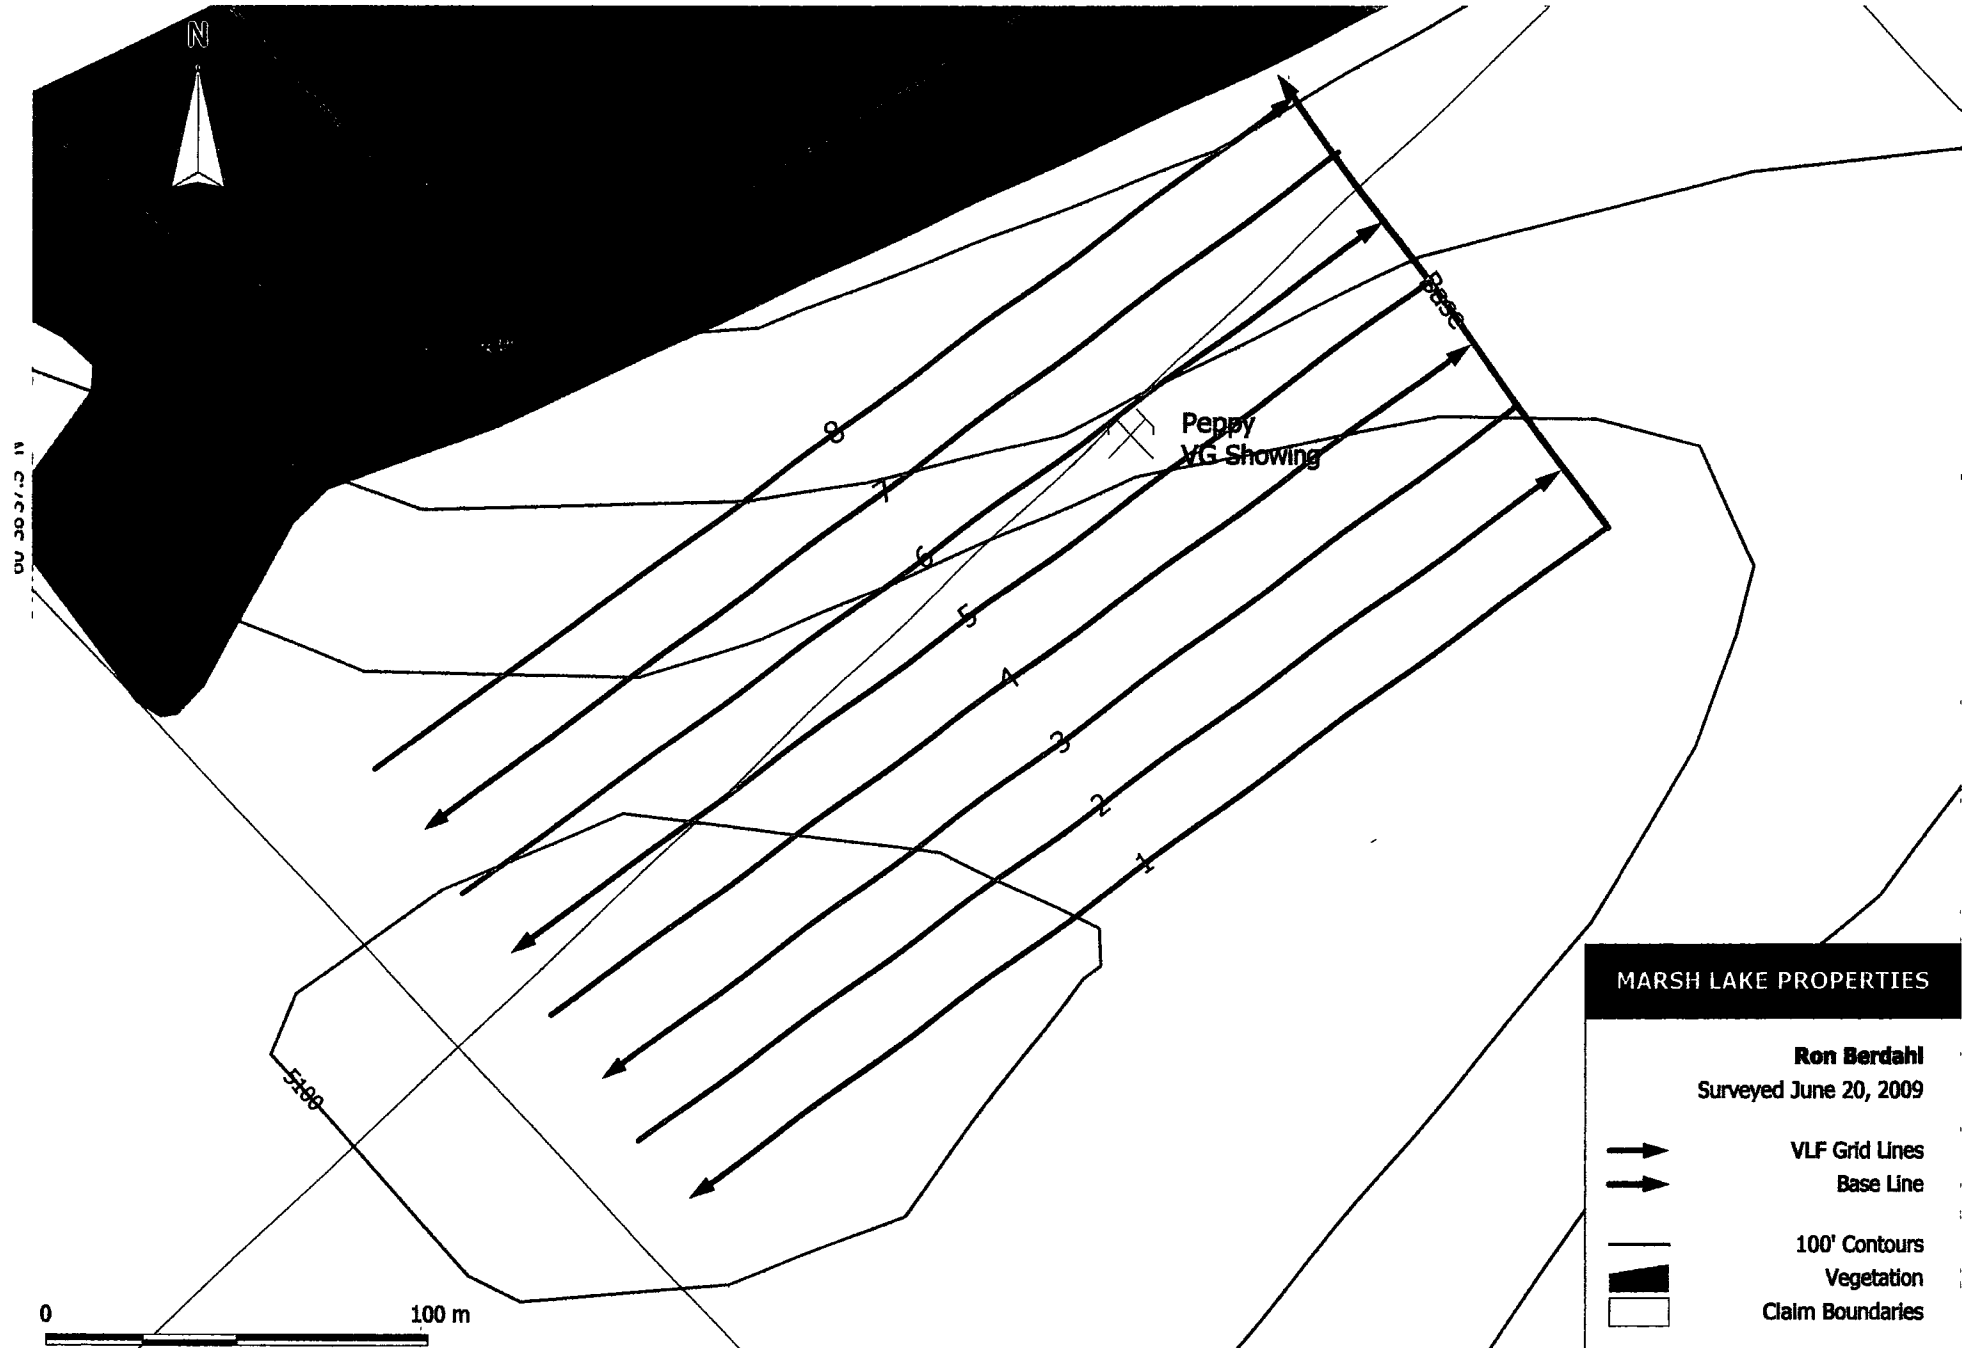 N
Base
Peppy
VG Showing
8
7
6
5
4
3
2
1
5100
MARSH LAKE PROPERTIES
Ron Berdahl
Surveyed June 20, 2009
VLF Grid Lines
Base Line
100' Contours
Vegetation
Claim Boundaries
0 100 m